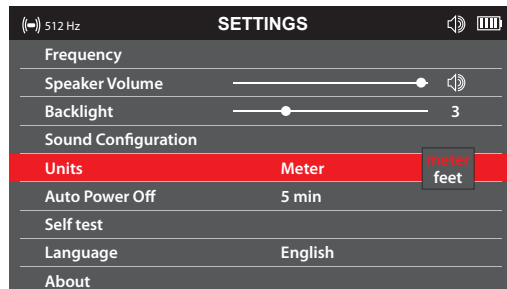 512 Hz SETTINGS
Frequency
Speaker Volume
Backlight 3
Sound Configuration
Units Meter meter
feet
Auto Power Off 5 min
Self test
Language English
About